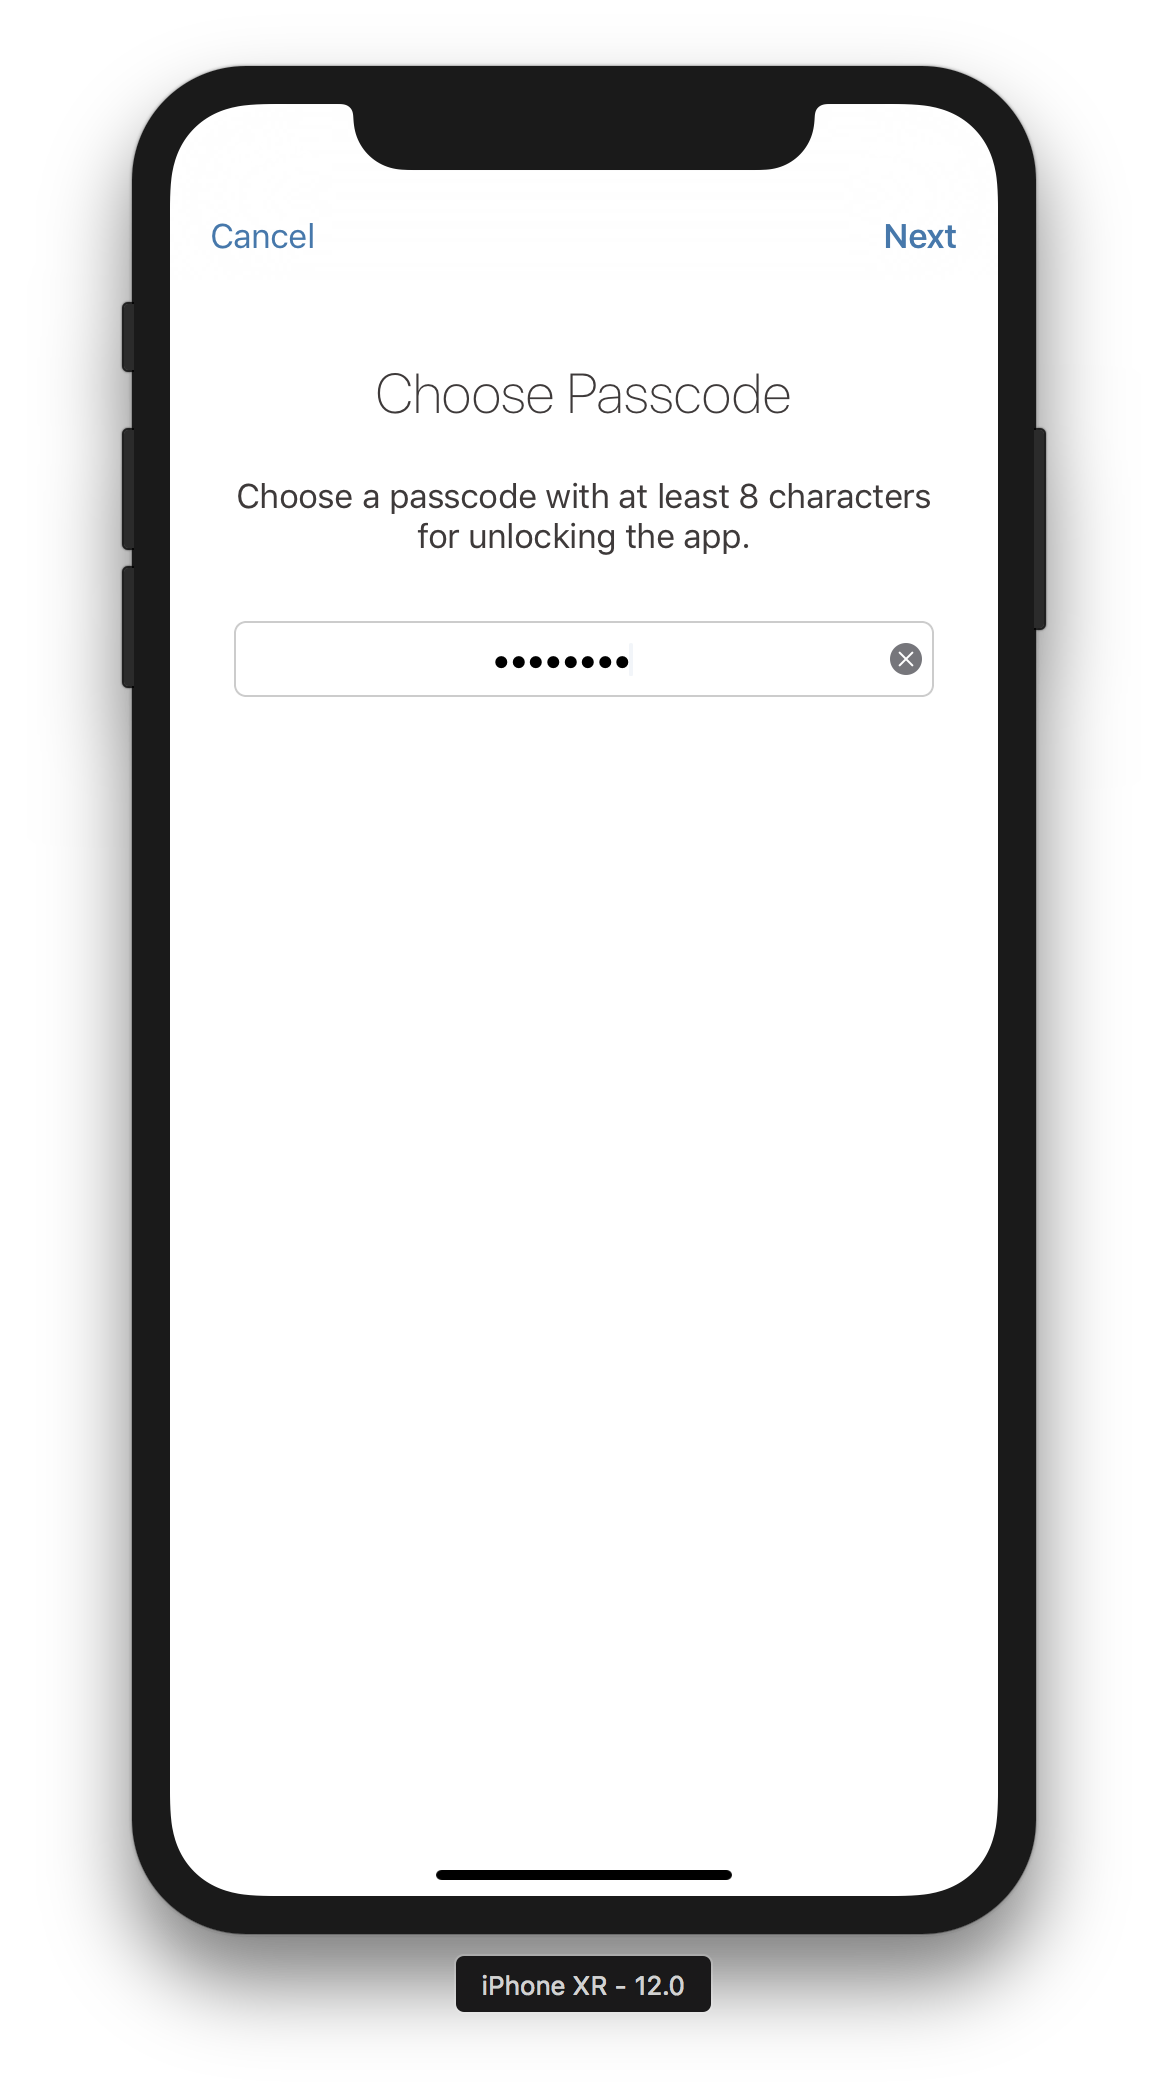 Cancel
Next
Choose Passcode
Choose a passcode with at least 8 characters
for unlocking the app.
••••••••
iPhone XR - 12.0